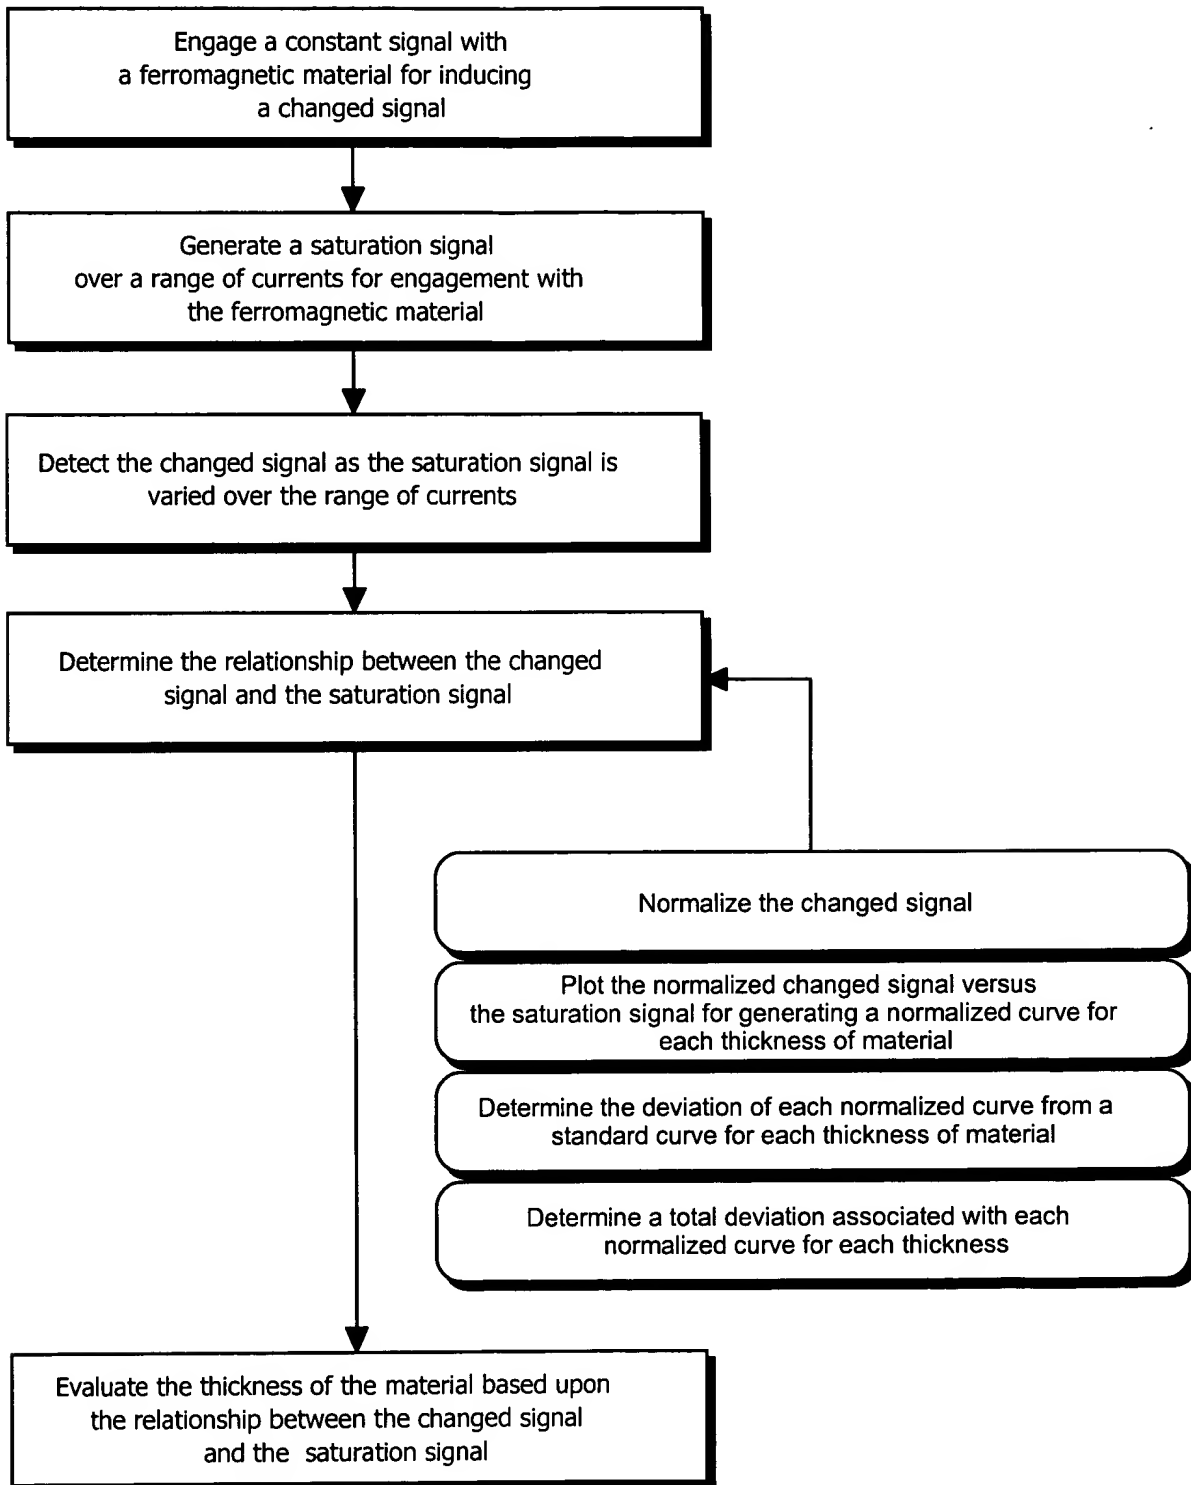 Engage a constant signal with
a ferromagnetic material for inducing
a changed signal
Generate a saturation signal
over a range of currents for engagement with
the ferromagnetic material
Detect the changed signal as the saturation signal is
varied over the range of currents
Determine the relationship between the changed
signal and the saturation signal
Normalize the changed signal
Plot the normalized changed signal versus
the saturation signal for generating a normalized curve for
each thickness of material
Determine the deviation of each normalized curve from a
standard curve for each thickness of material
Determine a total deviation associated with each
normalized curve for each thickness
Evaluate the thickness of the material based upon
the relationship between the changed signal
and the saturation signal